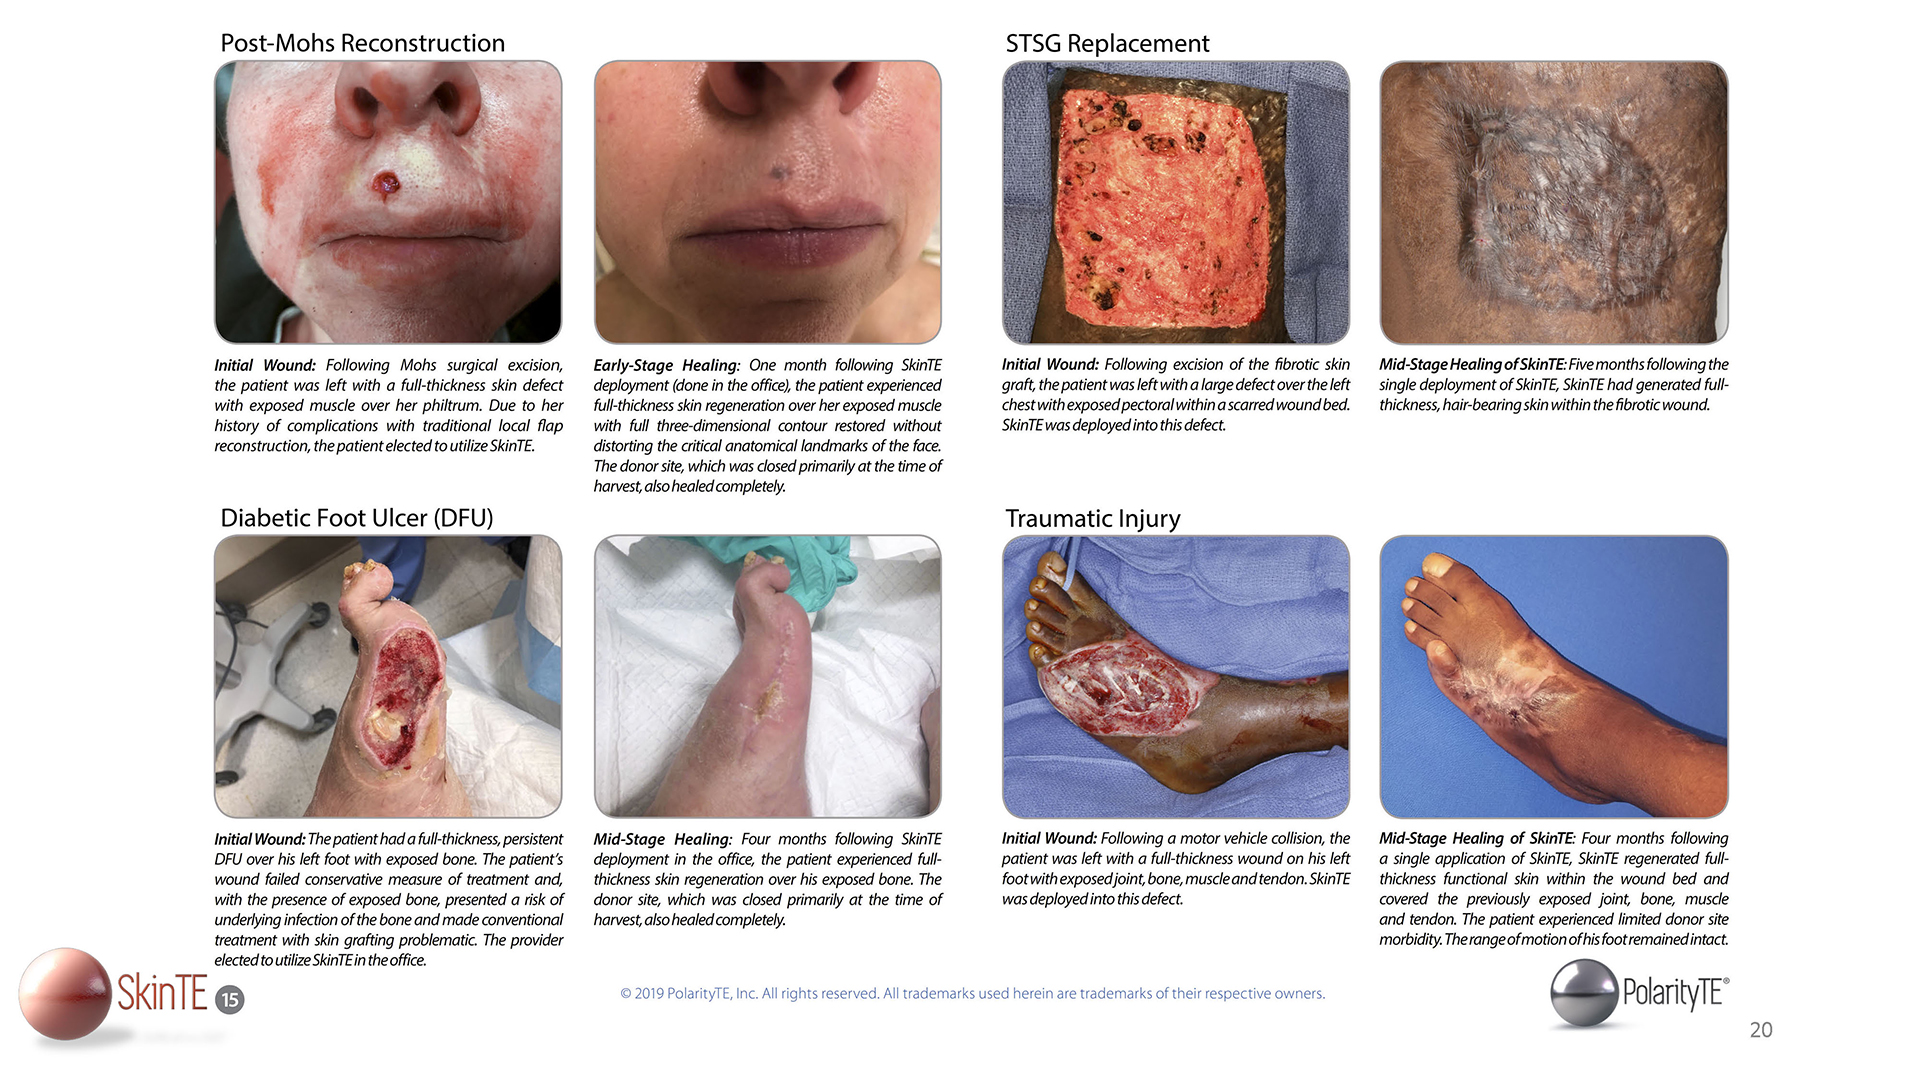 Post-Mohs Reconstruction
Initial Wound: Following Mohs surgical excision,
the patient was left with a full-thickness skin defect
with exposed muscle over her philtrum. Due to her
history of complications with traditional local flap
reconstruction, the patient elected to utilize SkinTE.
Early-Stage Healing: One month following SkinTE
deployment (done in the office), the patient experienced
full-thickness skin regeneration over her exposed muscle
with full three-dimensional contour restored without
distorting the critical anatomical landmarks of the face.
The donor site, which was closed primarily at the time of
harvest, also healed completely.
STSG Replacement
Initial Wound: Following excision of the fibrotic skin
graft, the patient was left with a large defect over the left
chest with exposed pectoral within a scarred wound bed.
SkinTE was deployed into this defect.
Mid-Stage Healing of SkinTE: Five months following the
single deployment of SkinTE, SkinTE had generated full-
thickness, hair-bearing skin within the fibrotic wound.
Diabetic Foot Ulcer (DFU)
Initial Wound: The patient had a full-thickness, persistent
DFU over his left foot with exposed bone. The patient's
wound failed conservative measure of treatment and,
with the presence of exposed bone, presented a risk of
underlying infection of the bone and made conventional
treatment with skin grafting problematic. The provider
elected to utilize SkinTE in the office.
Mid-Stage Healing: Four months following SkinTE
deployment in the office, the patient experienced full-
thickness skin regeneration over his exposed bone. The
donor site, which was closed primarily at the time of
harvest, also healed completely.
Traumatic Injury
Initial Wound: Following a motor vehicle collision, the
patient was left with a full-thickness wound on his left
foot with exposed joint, bone, muscle and tendon. SkinTE
was deployed into this defect.
Mid-Stage Healing of SkinTE: Four months following
a single application of SkinTE, SkinTE regenerated full-
thickness functional skin within the wound bed and
covered the previously exposed joint, bone, muscle
and tendon. The patient experienced limited donor site
morbidity. The range of motion of his foot remained intact.
SkinTE 15
© 2019 PolarityTE, Inc. All rights reserved. All trademarks used herein are trademarks of their respective owners.
PolarityTE®
20